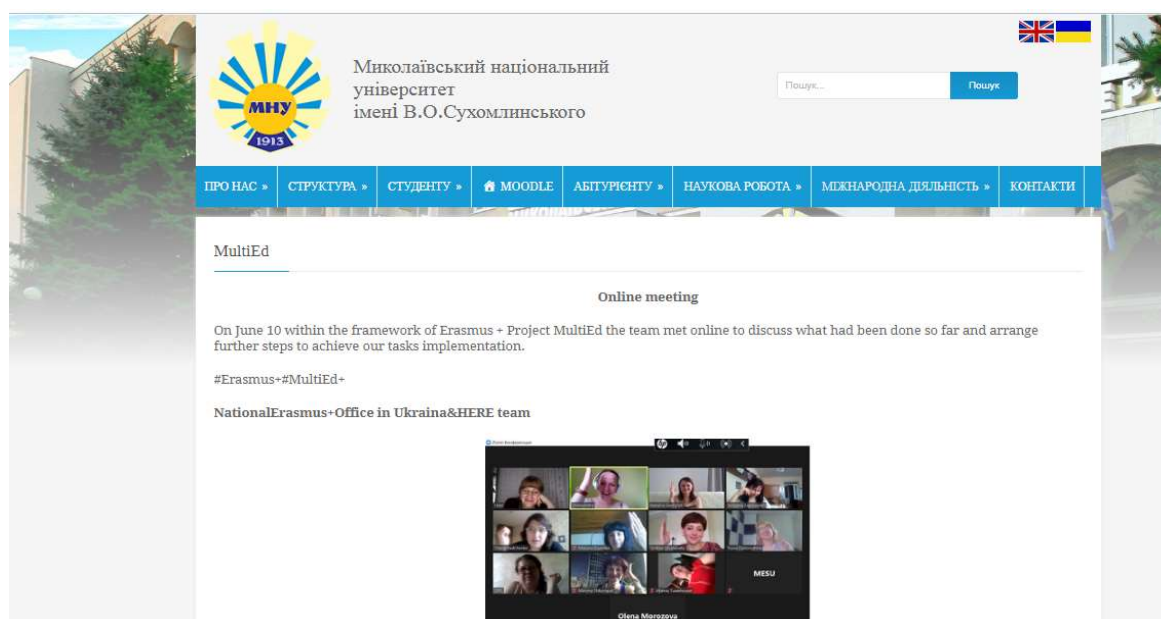 МНУ
1913
Миколаївський національний
університет
імені В.О.Сухомлинського
Пошук...
Пошук
ПРО НАС »
СТРУКТУРА »
СТУДЕНТУ »
MOODLE
АБІТУРІЄНТУ »
НАУКОВА РОБОТА »
МІЖНАРОДНА ДІЯЛЬНІСТЬ »
КОНТАКТИ
MultiEd
Online meeting
On June 10 within the framework of Erasmus + Project MultiEd the team met online to discuss what had been done so far and arrange
further steps to achieve our tasks implementation.
#Erasmus+#MultiEd+
NationalErasmus+Office in Ukraina&HERE team
hp
MESU
Olena Morozova